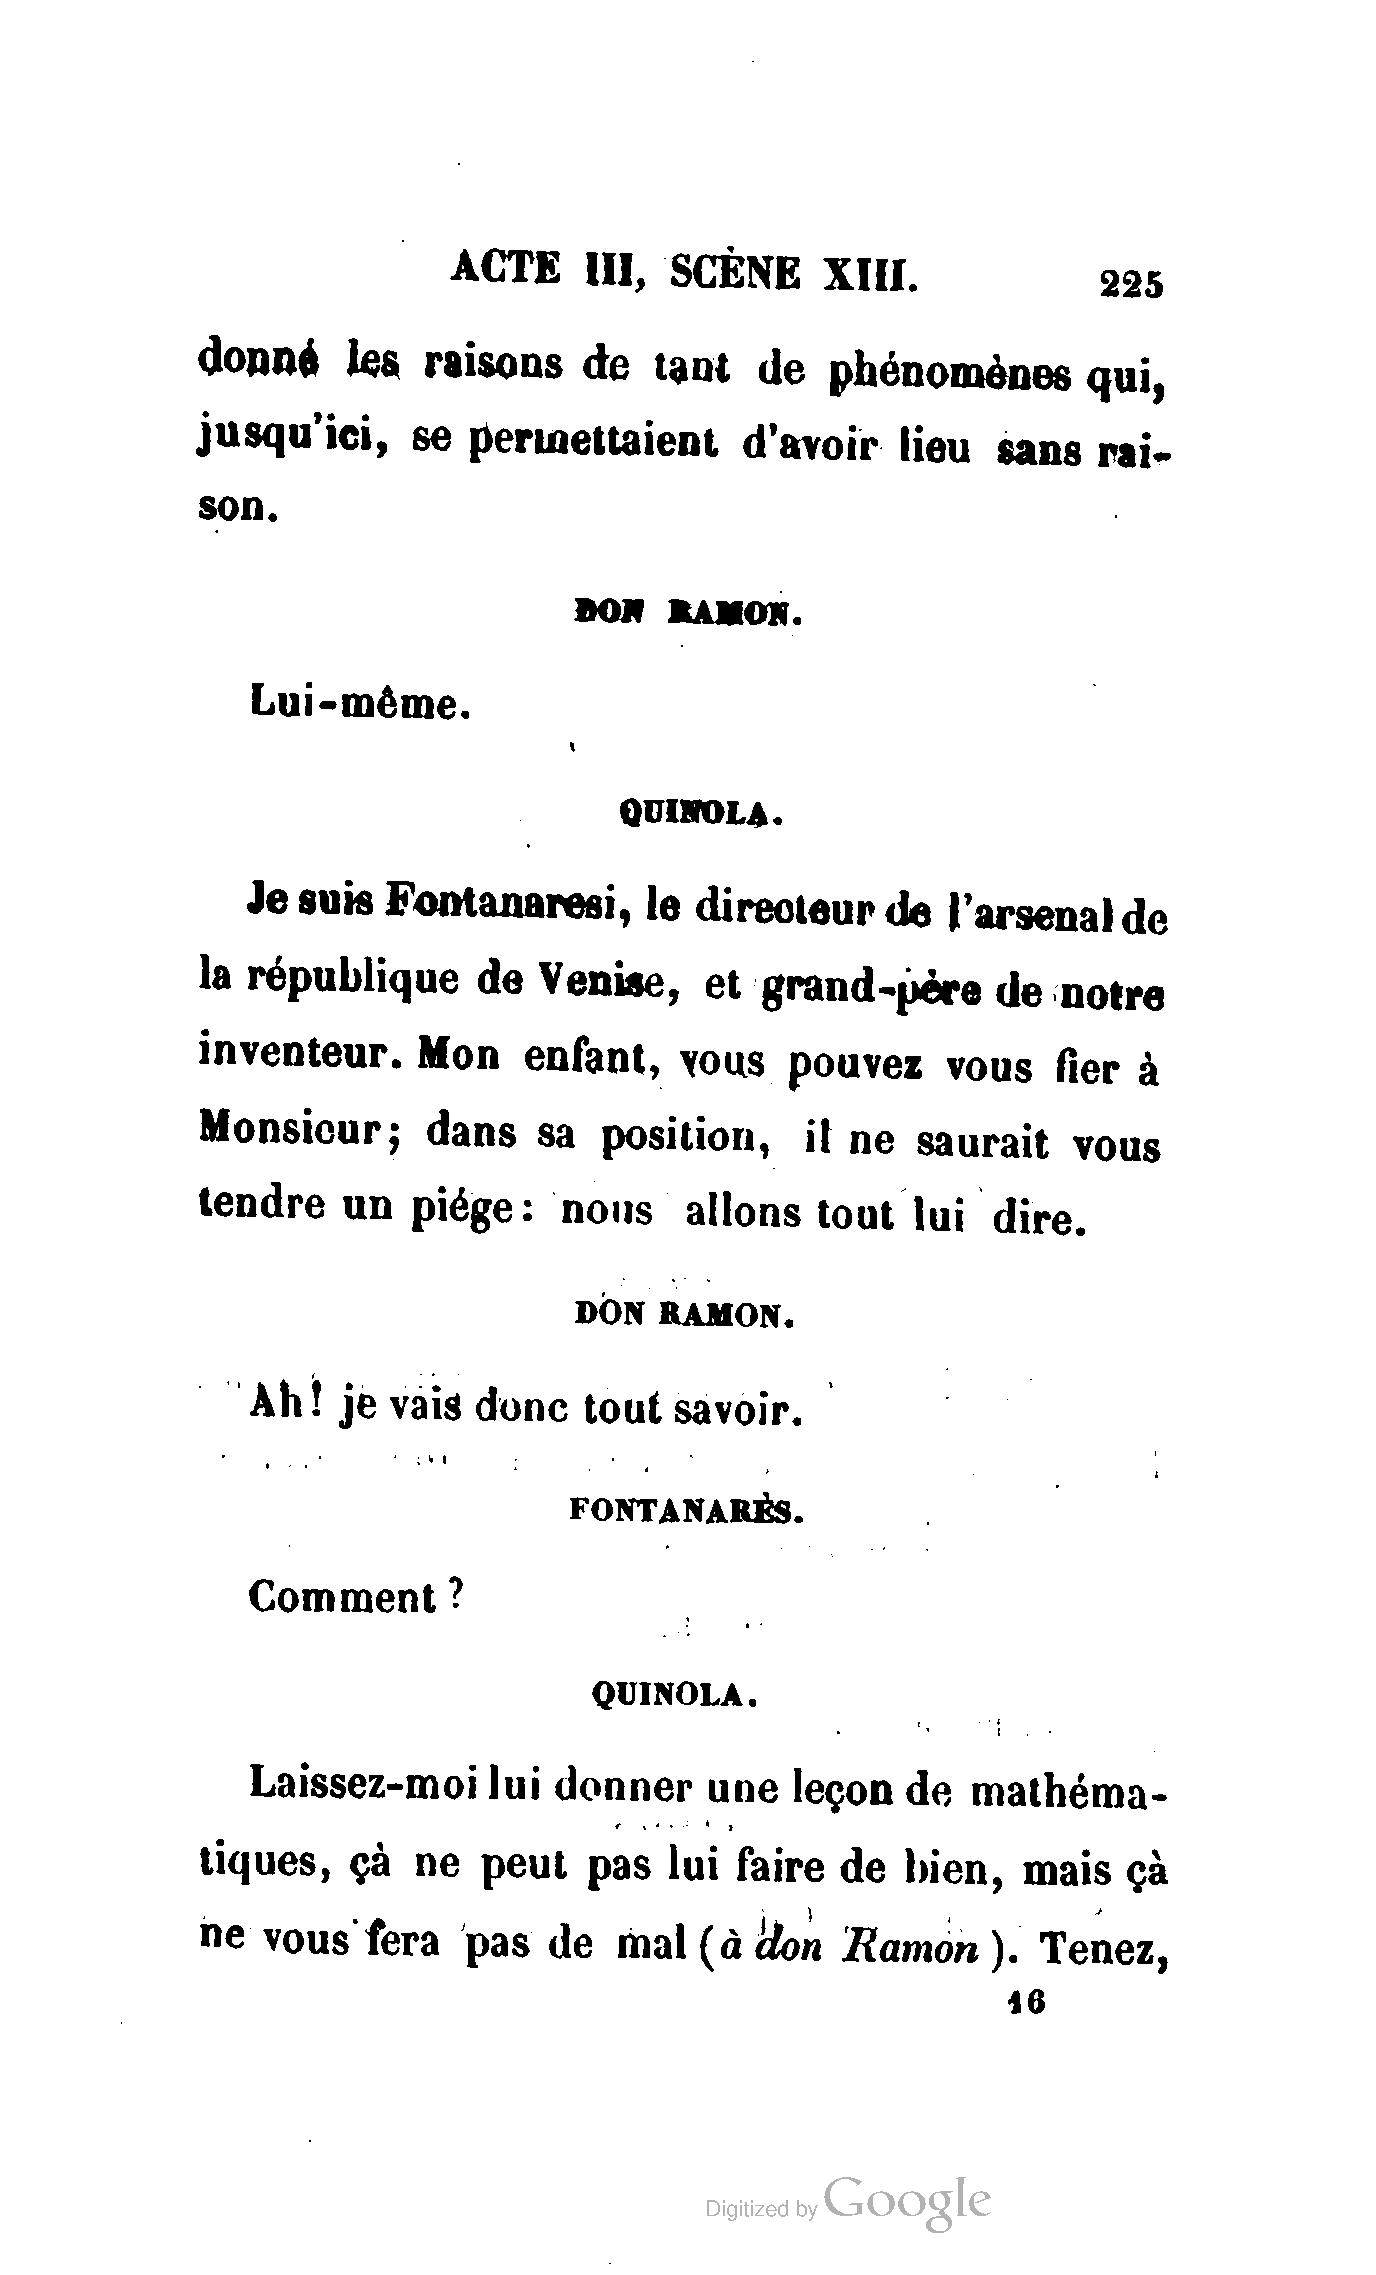 ACTE III, SCÈNE XIII. 225
donné les raisons de tant de phénomènes qui,
jusqu'ici, se permettaient d'avoir lieu sans rai-
son.
DON RAMON.
Lui-même.
QUINOLA.
Je suis Fontanaresi, le directeur de l'arsenal de
la république de Venise, et grand-père de notre
inventeur. Mon enfant, vous pouvez vous fier à
Monsieur; dans sa position, il ne saurait vous
tendre un piége: nous allons tout lui dire.
DON RAMON.
Ah! je vais donc tout savoir.
FONTANARÈS.
Comment ?
QUINOLA.
Laissez-moi lui donner une leçon de mathéma-
tiques, çà ne peut pas lui faire de bien, mais çà
ne vous fera pas de mal (à don Ramon). Tenez,
16
Digitized by Google